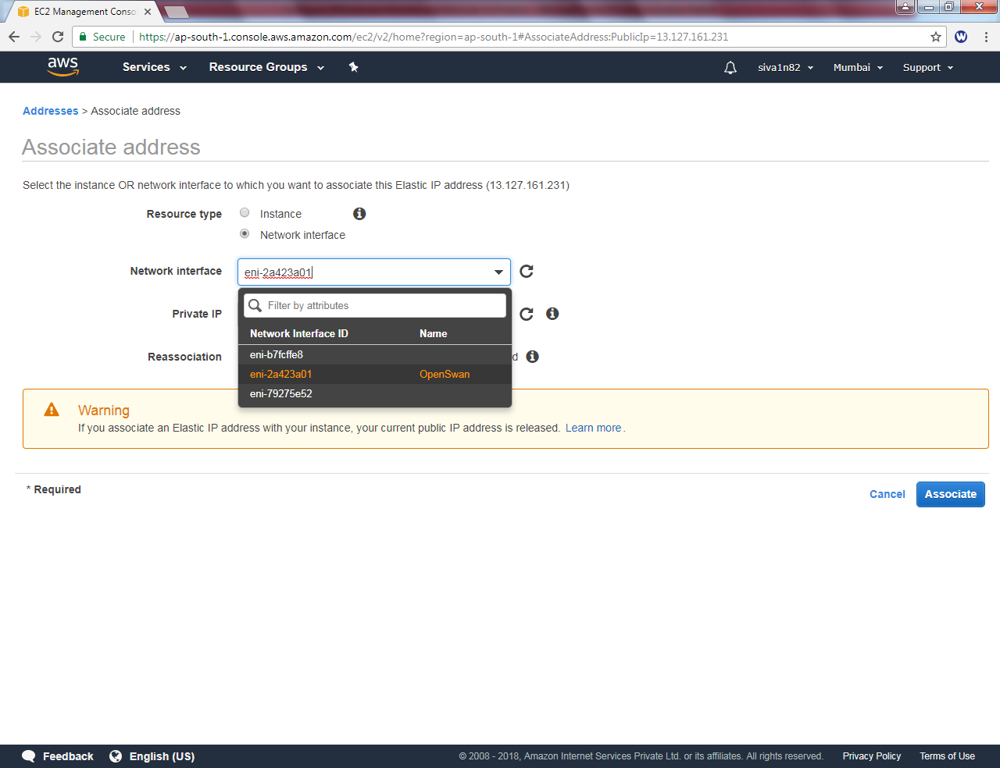 EC2 Management Conso
Secure https://ap-south-1.console.aws.amazon.com/ec2/v2/home?region=ap-south-1#AssociateAddress:PublicIp=13.127.161.231
W
aws Services Resource Groups siva1n82 Mumbai Support
Addresses > Associate address
Associate address
Select the instance OR network interface to which you want to associate this Elastic IP address (13.127.161.231)
Resource type Instance
Network interface
Network interface eni-2a423a01
Filter by attributes
Private IP
Network Interface ID Name
eni-b7fcffe8
Reassociation d
eni-2a423a01 OpenSwan
eni-79275e52
Warning
If you associate an Elastic IP address with your instance, your current public IP address is released. Learn more.
* Required
Cancel Associate
Feedback English (US) © 2008 - 2018, Amazon Internet Services Private Ltd. or its affiliates. All rights reserved. Privacy Policy Terms of Use